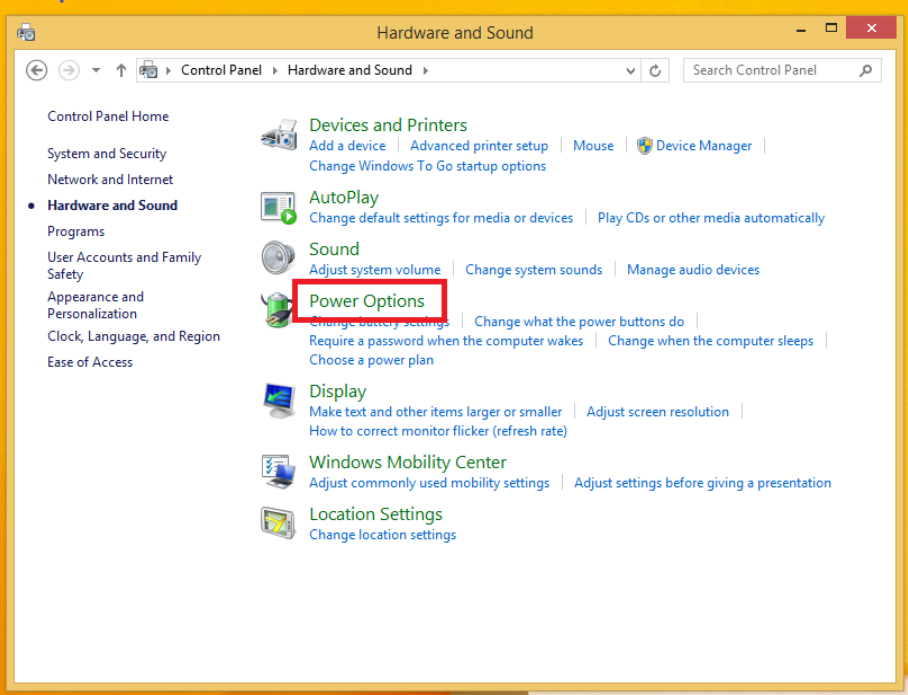 Hardware and Sound
Control Panel Hardware and Sound
Search Control Panel
Control Panel Home
System and Security
Network and Internet
Hardware and Sound
Programs
User Accounts and Family
Safety
Appearance and
Personalization
Clock, Language, and Region
Ease of Access
Devices and Printers
Add a device Advanced printer setup Mouse Device Manager
Change Windows To Go startup options
AutoPlay
Change default settings for media or devices Play CDs or other media automatically
Sound
Adjust system volume Change system sounds Manage audio devices
Power Options
Change battery settings Change what the power buttons do
Require a password when the computer wakes Change when the computer sleeps
Choose a power plan
Display
Make text and other items larger or smaller Adjust screen resolution
How to correct monitor flicker (refresh rate)
Windows Mobility Center
Adjust commonly used mobility settings Adjust settings before giving a presentation
Location Settings
Change location settings